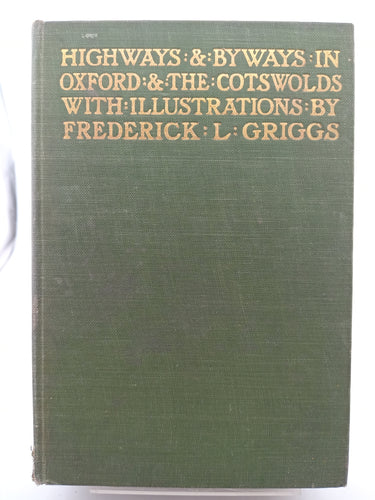 HIGHWAYS : & : BYWAYS : IN
OXFORD : & : THE : COTSWOLDS
WITH : ILLUSTRATIONS : BY
FREDERICK : L : GRIGGS